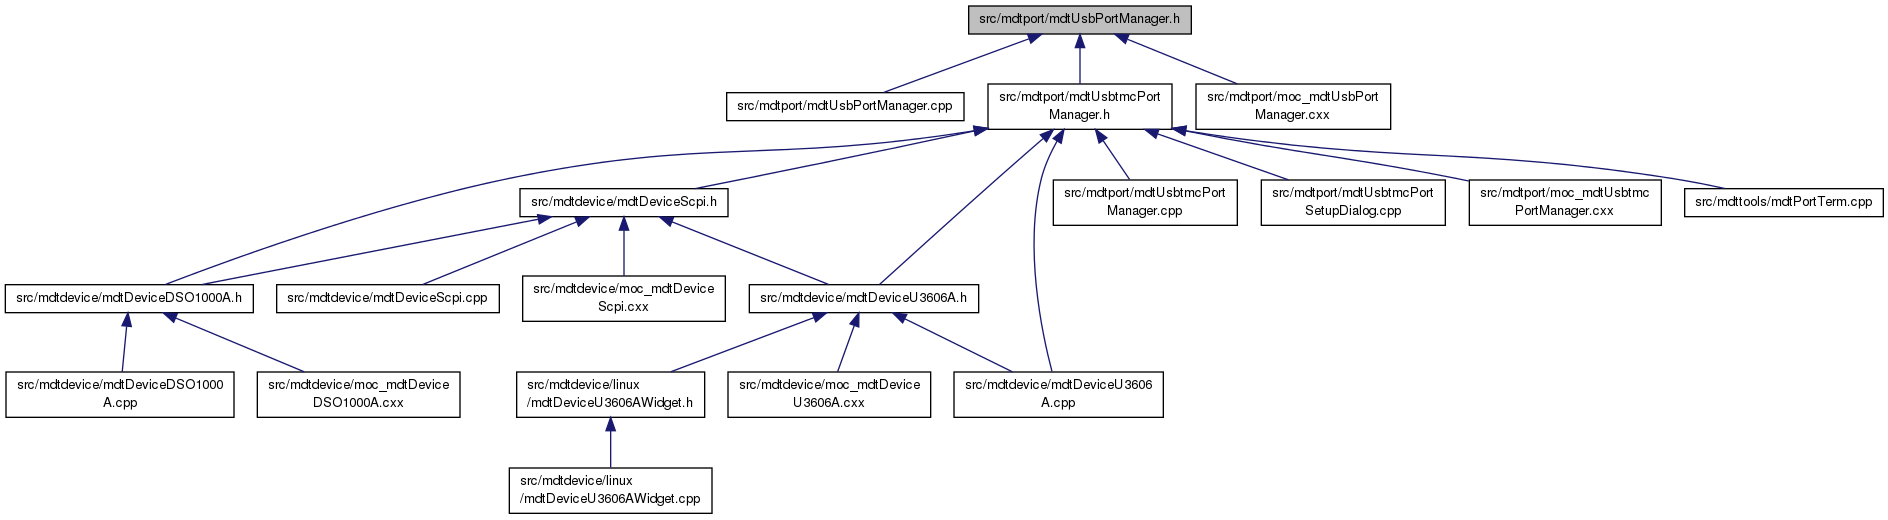 src/mdtport/mdtUsbPortManager.h
src/mdtport/mdtUsbPortManager.cpp
src/mdtport/mdtUsbtmcPort
Manager.h
src/mdtport/moc_mdtUsbPort
Manager.cxx
src/mdtdevice/mdtDeviceScpi.h
src/mdtport/mdtUsbtmcPort
Manager.cpp
src/mdtport/mdtUsbtmcPort
SetupDialog.cpp
src/mdtport/moc_mdtUsbtmc
PortManager.cxx
src/mdttools/mdtPortTerm.cpp
src/mdtdevice/mdtDeviceDSO1000A.h
src/mdtdevice/mdtDeviceScpi.cpp
src/mdtdevice/moc_mdtDevice
Scpi.cxx
src/mdtdevice/mdtDeviceU3606A.h
src/mdtdevice/mdtDeviceDSO1000
A.cpp
src/mdtdevice/moc_mdtDevice
DSO1000A.cxx
src/mdtdevice/linux
/mdtDeviceU3606AWidget.h
src/mdtdevice/moc_mdtDevice
U3606A.cxx
src/mdtdevice/mdtDeviceU3606
A.cpp
src/mdtdevice/linux
/mdtDeviceU3606AWidget.cpp